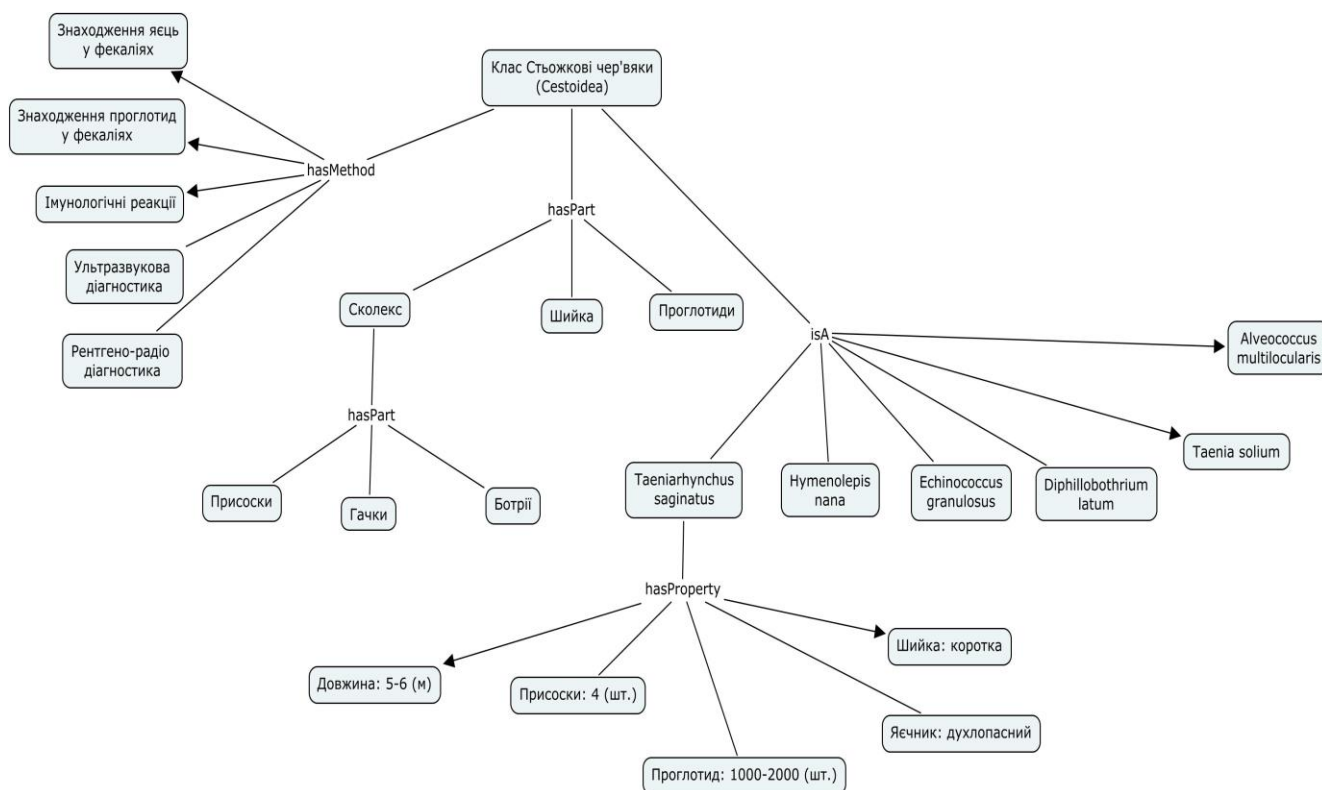 Знаходження яєць
у фекаліях
Клас Стьожкові чер'вяки
(Cestoidea)
Знаходження проглотид
у фекаліях
hasMethod
Імунологічні реакції
hasPart
Ультразвукова
діагностика
Сколекс
Шийка
Проглотиди
isA
Alveococcus
multilocularis
Рентгено-радіо
діагностика
hasPart
Taenia solium
Taeniarhynchus
saginatus
Hymenolepis
nana
Echinococcus
granulosus
Diphillobothrium
latum
Присоски
Гачки
Ботрії
hasProperty
Шийка: коротка
Довжина: 5-6 (м)
Присоски: 4 (шт.)
Яєчник: духлопасний
Проглотид: 1000-2000 (шт.)